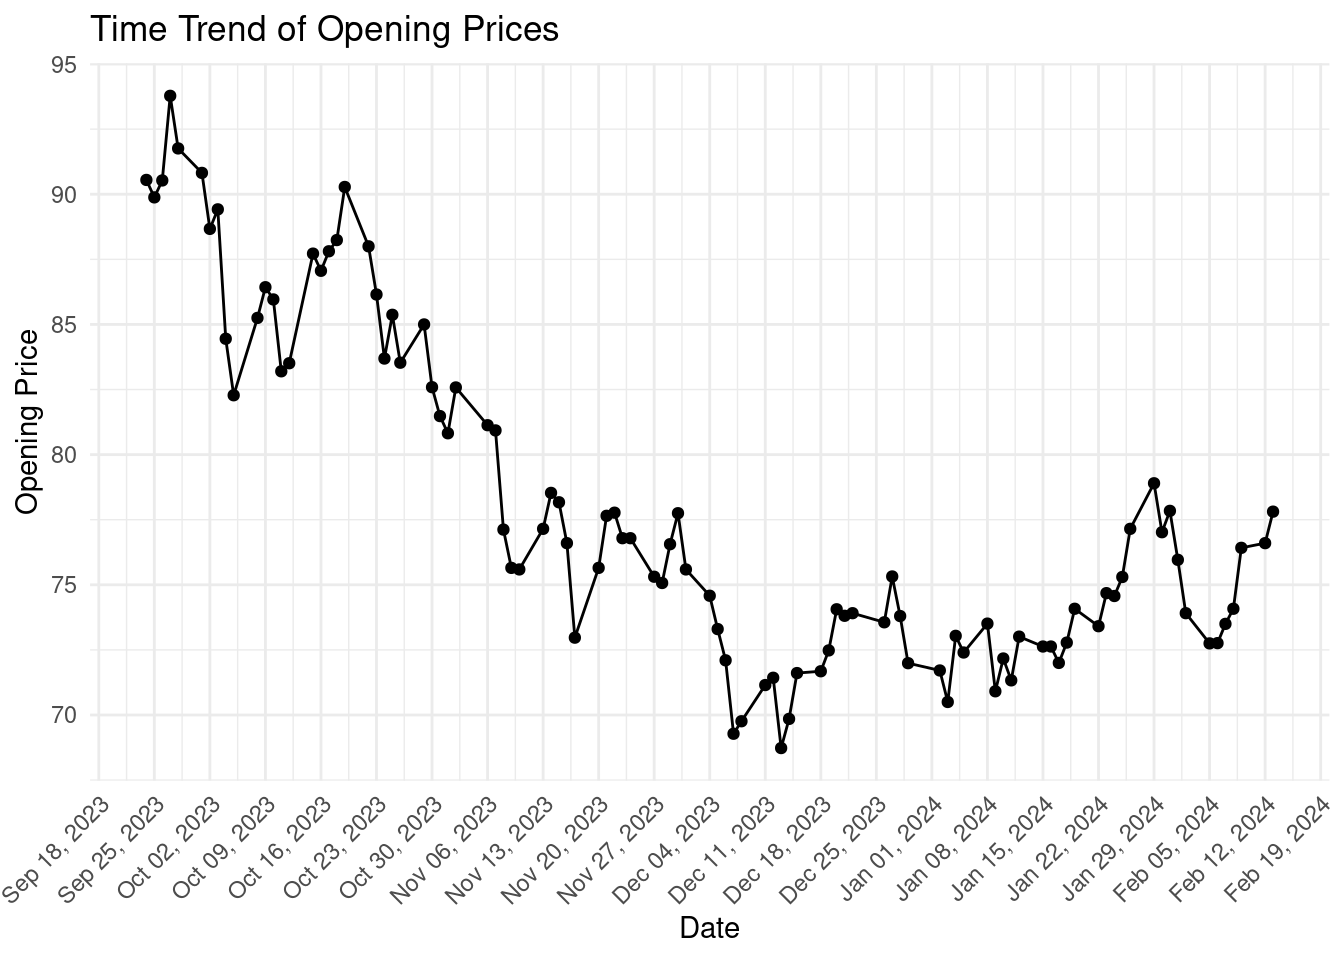 Time Trend of Opening Prices
95
90
85
80
75
70
Opening Price
Sep 18, 2023
Sep 25, 2023
Oct 02, 2023
Oct 09, 2023
Oct 16, 2023
Oct 23, 2023
Oct 30, 2023
Nov 06, 2023
Nov 13, 2023
Nov 20, 2023
Nov 27, 2023
Dec 04, 2023
Dec 11, 2023
Dec 18, 2023
Dec 25, 2023
Jan 01, 2024
Jan 08, 2024
Jan 15, 2024
Jan 22, 2024
Jan 29, 2024
Feb 05, 2024
Feb 12, 2024
Feb 19, 2024
Date